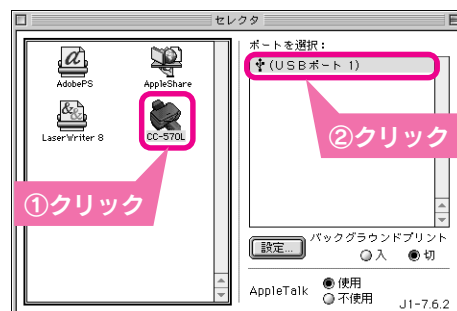 セレクタ
AdobePS
AppleShare
LaserWriter 8
CC-570L
①クリック
ポートを選択：
(USBポート 1)
②クリック
設定...
バックグラウンドプリント
入 切
AppleTalk
使用
不使用
J1-7.6.2